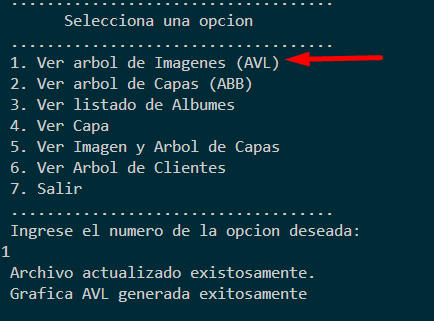 ....................................
Selecciona una opcion
....................................
1. Ver arbol de Imagenes (AVL)
2. Ver arbol de Capas (ABB)
3. Ver listado de Albumes
4. Ver Capa
5. Ver Imagen y Arbol de Capas
6. Ver Arbol de Clientes
7. Salir
....................................
Ingrese el numero de la opcion deseada:
1
Archivo actualizado existosamente.
Grafica AVL generada exitosamente